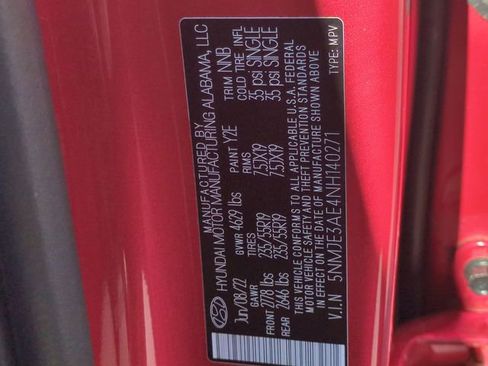 MANUFACTURED BY
HYUNDAI MOTOR MANUFACTURING ALABAMA, LLC
Jun/08/22 GVWR 4629 lbs PAINT Y2E TRIM NNB
GAWR TIRES RIMS COLD TIRE INFL
FRONT 2778 lbs 235/55R19 7.5JX19 35 psi SINGLE
REAR 2646 lbs 235/55R19 7.5JX19 35 psi SINGLE
THIS VEHICLE CONFORMS TO ALL APPLICABLE U.S.A. FEDERAL
MOTOR VEHICLE SAFETY AND THEFT PREVENTION STANDARDS
IN EFFECT ON THE DATE OF MANUFACTURE SHOWN ABOVE
V.I.N 5NMJE3AE4NH140271 TYPE: MPV